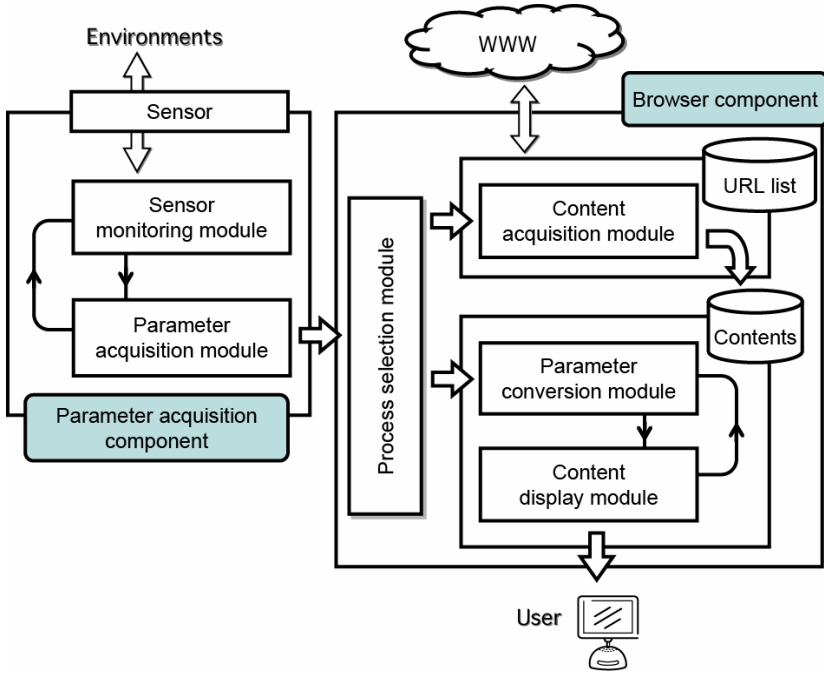 Environments
Sensor
Sensor
monitoring module
Parameter
acquisition module
Parameter acquisition
component
WWW
Browser component
URL list
Content
acquisition module
Process selection module
Contents
Parameter
conversion module
Content
display module
User